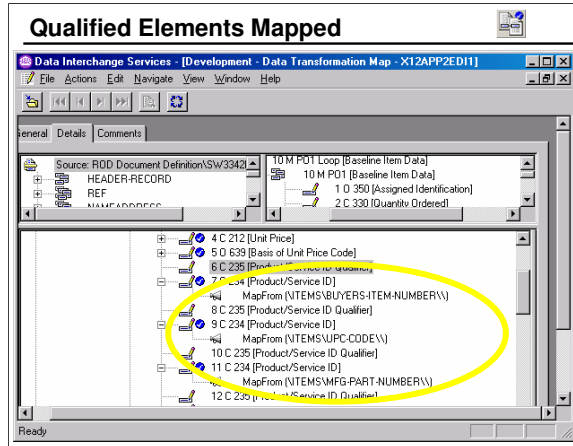 Qualified Elements Mapped
Data Interchange Services - [Development - Data Transformation Map - X12APP2EDI1]
File Actions Edit Navigate View Window Help
General Details Comments
Source: ROD Document Definition\SW3342
HEADER-RECORD
REF
NAMEADDRESS
10 M PO1 Loop [Baseline Item Data]
10 M PO1 [Baseline Item Data]
1 O 350 [Assigned Identification]
2 C 330 [Quantity Ordered]
4 C 212 [Unit Price]
5 O 639 [Basis of Unit Price Code]
6 C 235 [Product/Service ID Qualifier]
7 C 234 [Product/Service ID]
MapFrom (\ITEMS\BUYERS-ITEM-NUMBER\\)
8 C 235 [Product/Service ID Qualifier]
9 C 234 [Product/Service ID]
MapFrom (\ITEMS\UPC-CODE\\)
10 C 235 [Product/Service ID Qualifier]
11 C 234 [Product/Service ID]
MapFrom (\ITEMS\MFG-PART-NUMBER\\)
12 C 235 [Product/Service ID Qualifier]
Ready